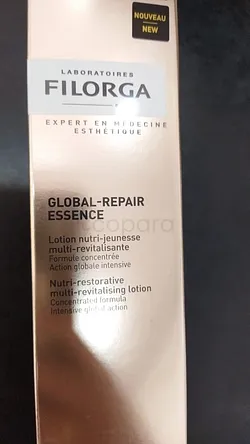 NOUVEAU
NEW
LABORATOIRES
FILORGA
EXPERT EN MÉDECINE
ESTHÉTIQUE
GLOBAL-REPAIR
ESSENCE
Lotion nutri-jeunesse
multi-revitalisante
Formule concentrée
Action globale intensive
Nutri-restorative
multi-revitalising lotion
Concentrated formula
Intensive global action